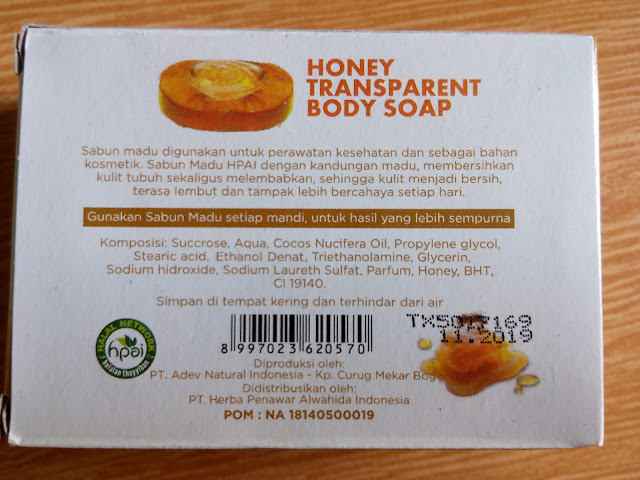 HONEY
TRANSPARENT
BODY SOAP
Sabun madu digunakan untuk perawatan kesehatan dan sebagai bahan
kosmetik. Sabun Madu HPAI dengan kandungan madu, membersihkan
kulit tubuh sekaligus melembabkan, sehingga kulit menjadi bersih,
terasa lembut dan tampak lebih bercahaya setiap hari.
Gunakan Sabun Madu setiap mandi, untuk hasil yang lebih sempurna
Komposisi: Succrose, Aqua, Cocos Nucifera Oil, Propylene glycol,
Stearic acid, Ethanol Denat, Triethanolamine, Glycerin,
Sodium hidroxide, Sodium Laureth Sulfat, Parfum, Honey, BHT,
CI 19140.
Simpan di tempat kering dan terhindar dari air
HALAL NETWORK
hpai
halalan thayyiban
8 997023 620570
11.2019
Diproduksi oleh:
PT. Adev Natural Indonesia - Kp. Curug Mekar
Didistribusikan oleh:
PT. Herba Penawar Alwahida Indonesia
POM : NA 18140500019